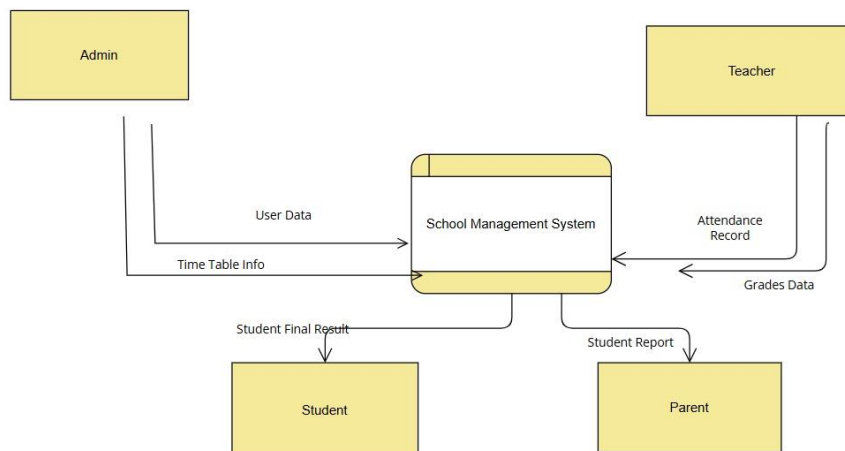 Admin
Teacher
User Data
School Management System
Attendance
Record
Time Table Info
Grades Data
Student Final Result
Student Report
Student
Parent